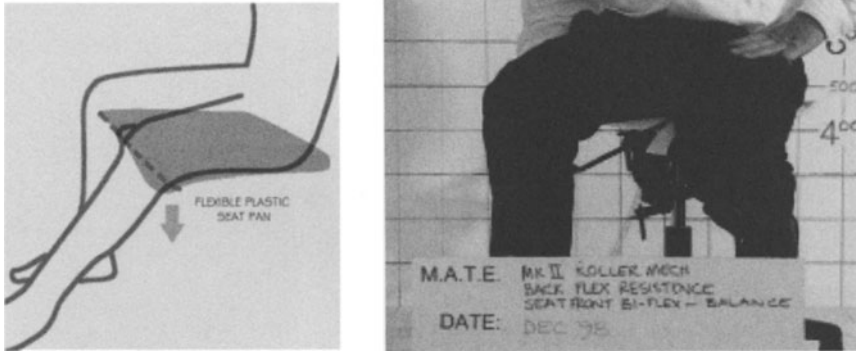 FLEXIBLE PLASTIC
SEAT PAN
500
400
M.A.T.E. MK II ROLLER MECH
BACK FLEX RESISTENCE
SEAT FRONT BI-FLEX - BALANCE
DATE: DEC 98